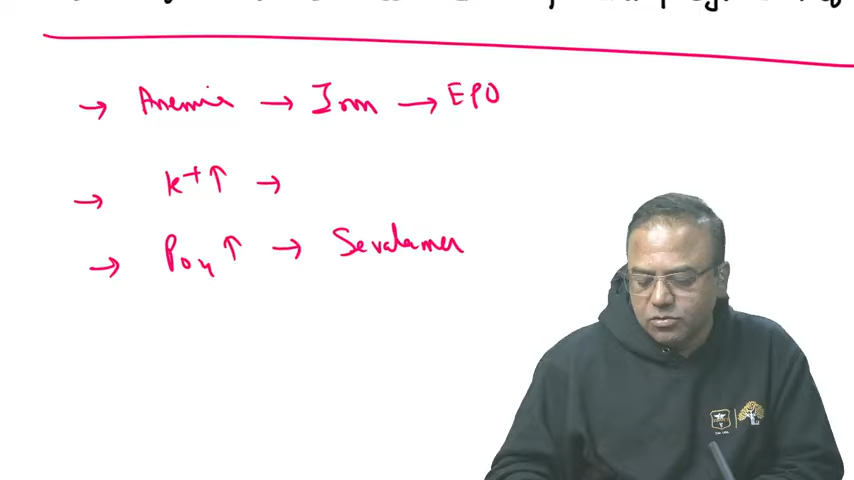 → Anemia → Iron → EPO
→ K+↑ →
→ PO4 ↑ → Sevelamer